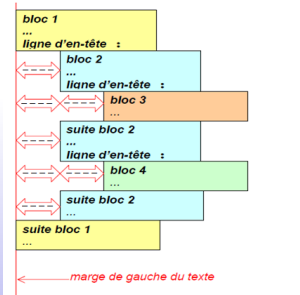 bloc 1
...
ligne d'en-tête :
bloc 2
...
ligne d'en-tête :
bloc 3
...
suite bloc 2
...
ligne d'en-tête :
bloc 4
...
suite bloc 2
...
suite bloc 1
...
marge de gauche du texte